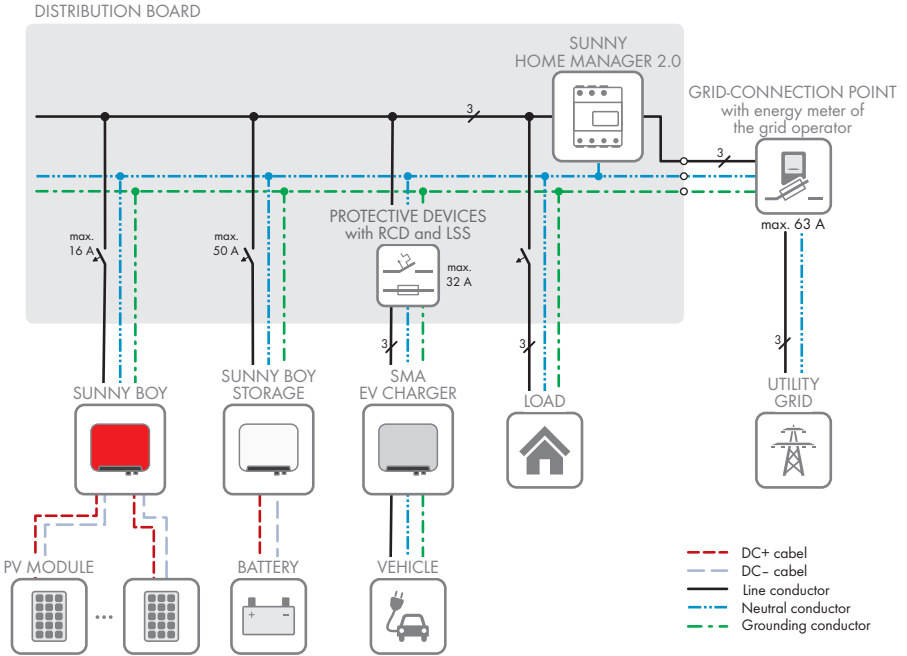 DISTRIBUTION BOARD
SUNNY
HOME MANAGER 2.0
GRID-CONNECTION POINT
with energy meter of
the grid operator
3
3
max. 63 A
PROTECTIVE DEVICES
with RCD and LSS
max.
16 A
max.
50 A
max.
32 A
3
3
3
SUNNY BOY
SUNNY BOY
STORAGE
SMA
EV CHARGER
LOAD
UTILITY
GRID
PV MODULE
BATTERY
VEHICLE
...
+ −
DC+ cabel
DC− cabel
Line conductor
Neutral conductor
Grounding conductor